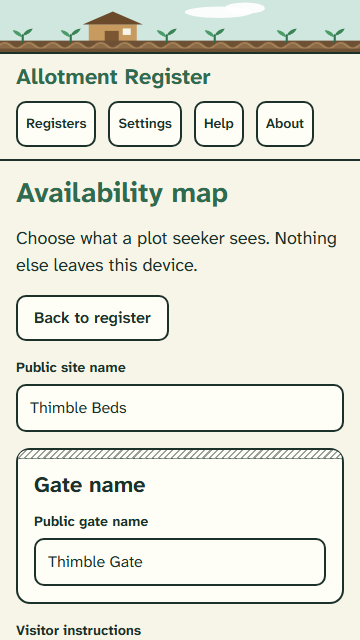 Allotment Register
Registers
Settings
Help
About
Availability map
Choose what a plot seeker sees. Nothing
else leaves this device.
Back to register
Public site name
Thimble Beds
Gate name
Public gate name
Thimble Gate
Visitor instructions